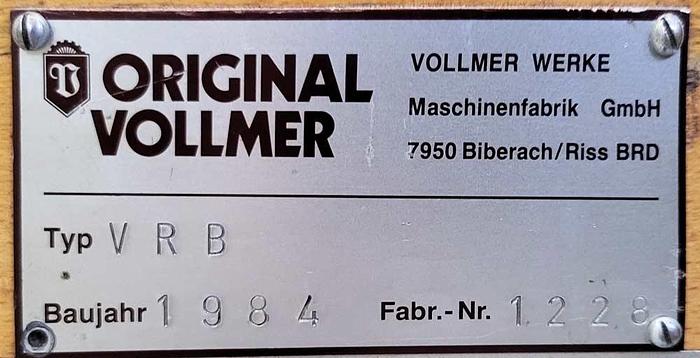 ORIGINAL
VOLLMER
VOLLMER WERKE
Maschinenfabrik GmbH
7950 Biberach/Riss BRD
Typ V R B
Baujahr 1 9 8 4 Fabr.-Nr. 1 2 2 8